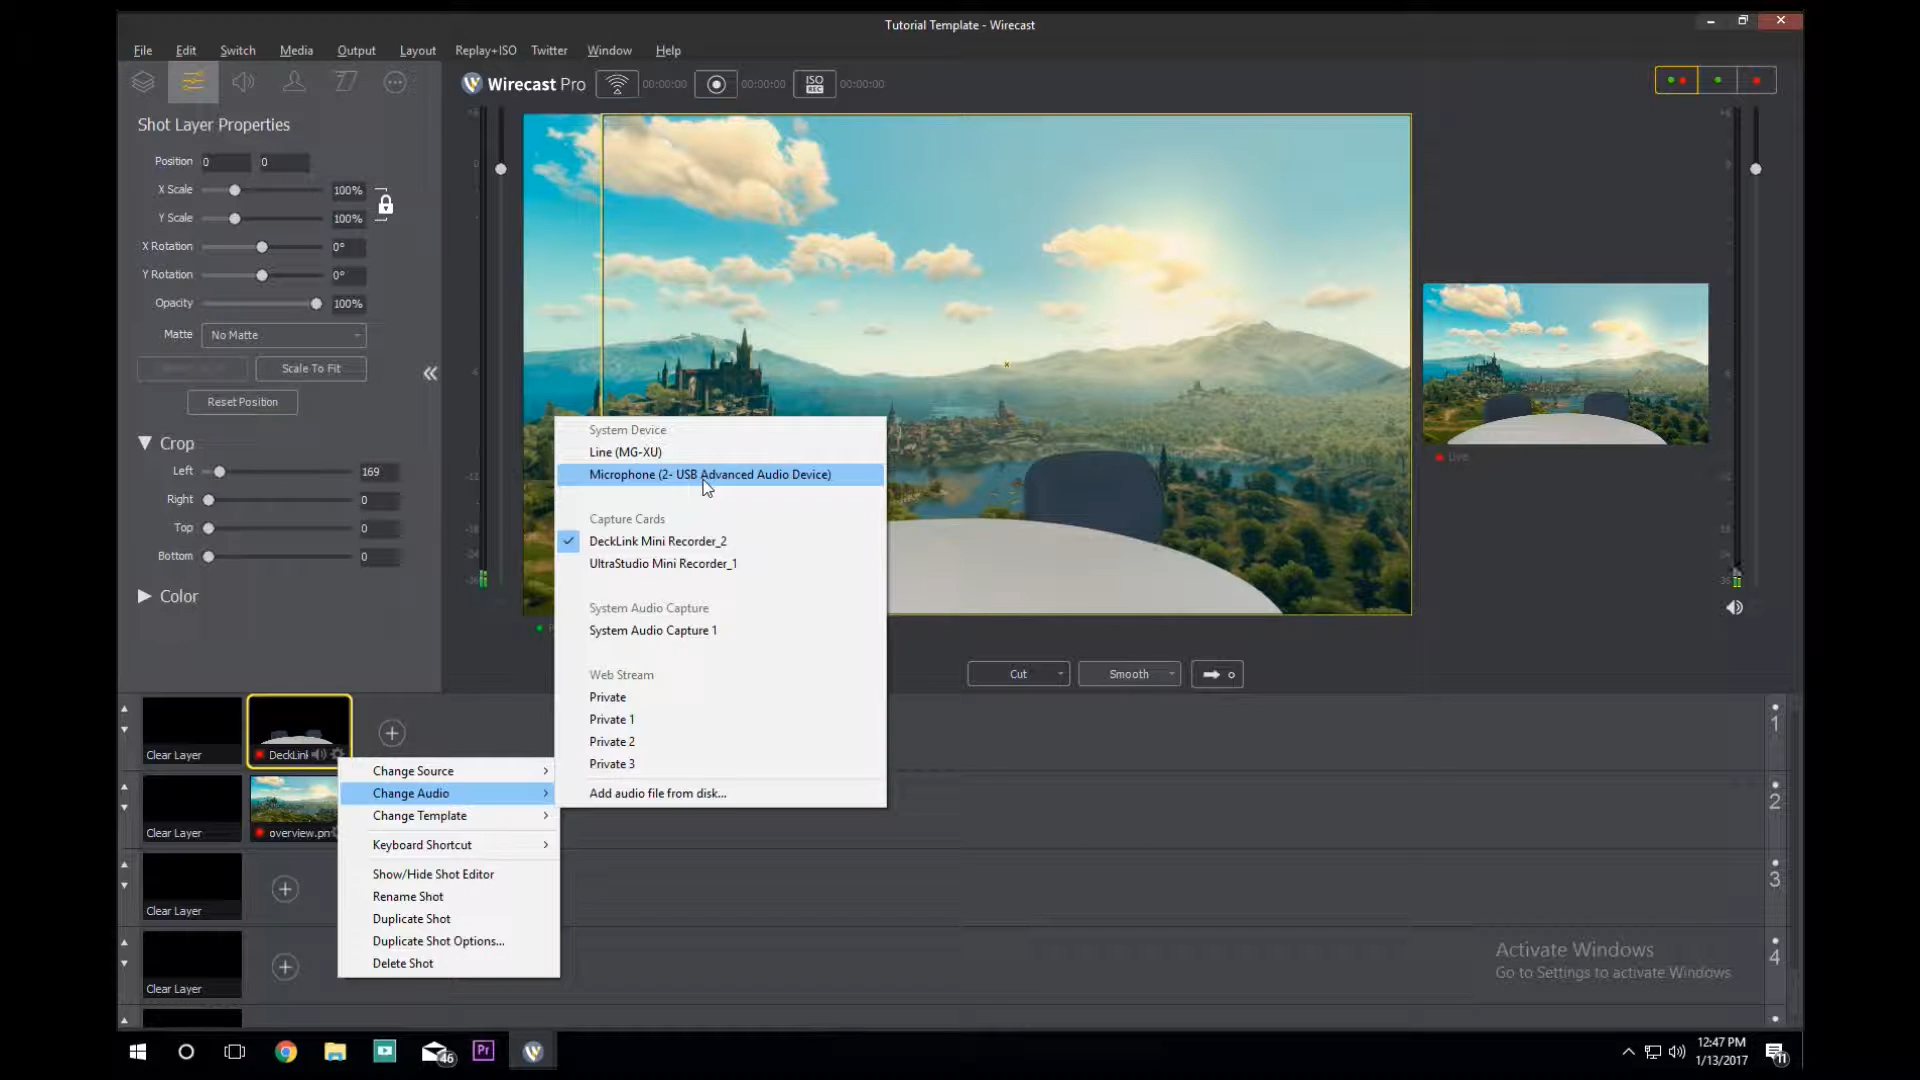 Tutorial Template - Wirecast
File Edit Switch Media Output Layout Replay+ISO Twitter Window Help
Wirecast Pro 00:00:00 00:00:00 ISO REC 00:00:00
Shot Layer Properties
Position 0 0
X Scale 100%
Y Scale 100%
X Rotation 0°
Y Rotation 0°
Opacity 100%
Matte No Matte
Scale To Fit
Reset Position
Crop
Left 169
Right 0
Top 0
Bottom 0
Color
System Device
Line (MG-XU)
Microphone (2- USB Advanced Audio Device)
Capture Cards
DeckLink Mini Recorder_2
UltraStudio Mini Recorder_1
System Audio Capture
System Audio Capture 1
Web Stream
Private
Private 1
Private 2
Private 3
Add audio file from disk...
Live
Cut Smooth
Clear Layer DeckLin
1
Change Source
Change Audio
Change Template
Keyboard Shortcut
Show/Hide Shot Editor
Rename Shot
Duplicate Shot
Duplicate Shot Options...
Delete Shot
Clear Layer overview.pn
2
Clear Layer
3
Clear Layer
4
Activate Windows
Go to Settings to activate Windows
46 Pr
12:47 PM
1/13/2017
11